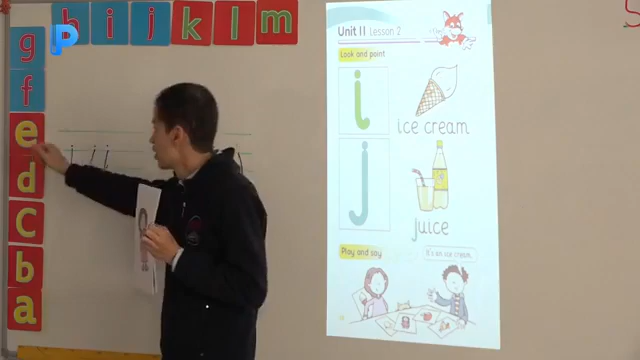 g
f
e
d
C
b
a
h i j k l m
i i i
Unit 11 Lesson 2
Look and point
i
ice cream
j
juice
Play and say
It's an ice cream.